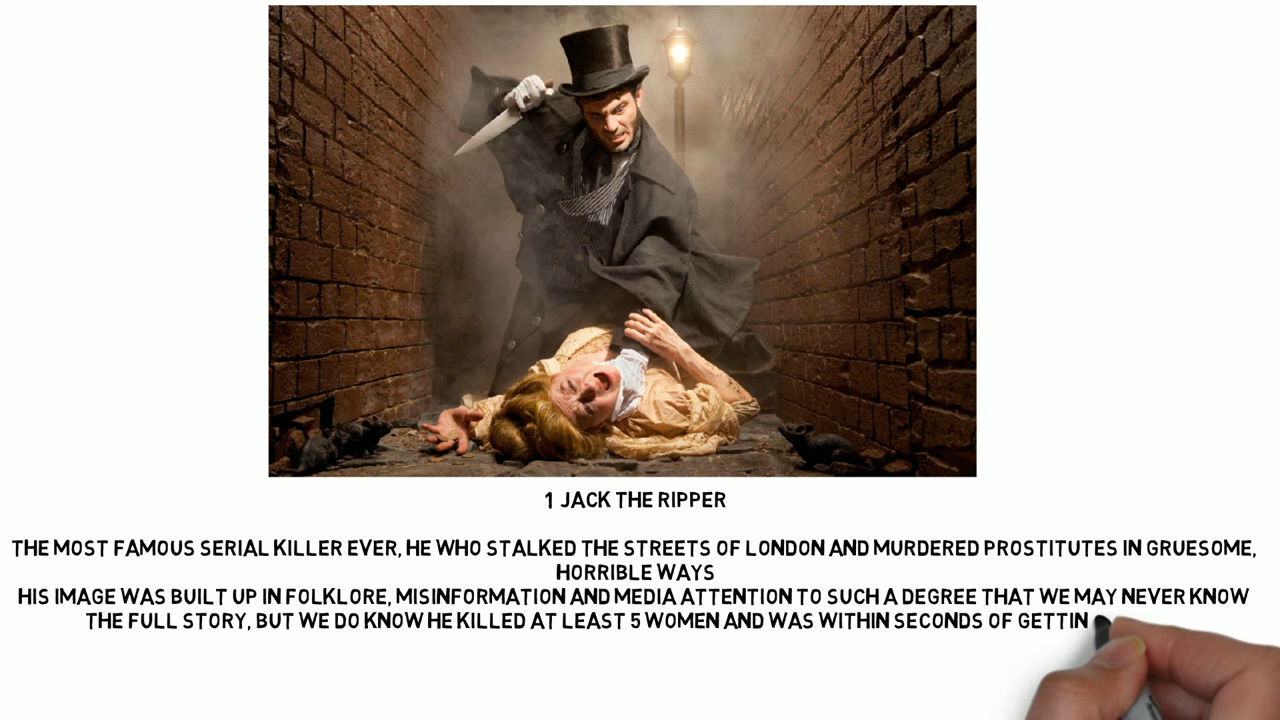 1 JACK THE RIPPER
THE MOST FAMOUS SERIAL KILLER EVER, HE WHO STALKED THE STREETS OF LONDON AND MURDERED PROSTITUTES IN GRUESOME,
HORRIBLE WAYS
HIS IMAGE WAS BUILT UP IN FOLKLORE, MISINFORMATION AND MEDIA ATTENTION TO SUCH A DEGREE THAT WE MAY NEVER KNOW
THE FULL STORY, BUT WE DO KNOW HE KILLED AT LEAST 5 WOMEN AND WAS WITHIN SECONDS OF GETTIN